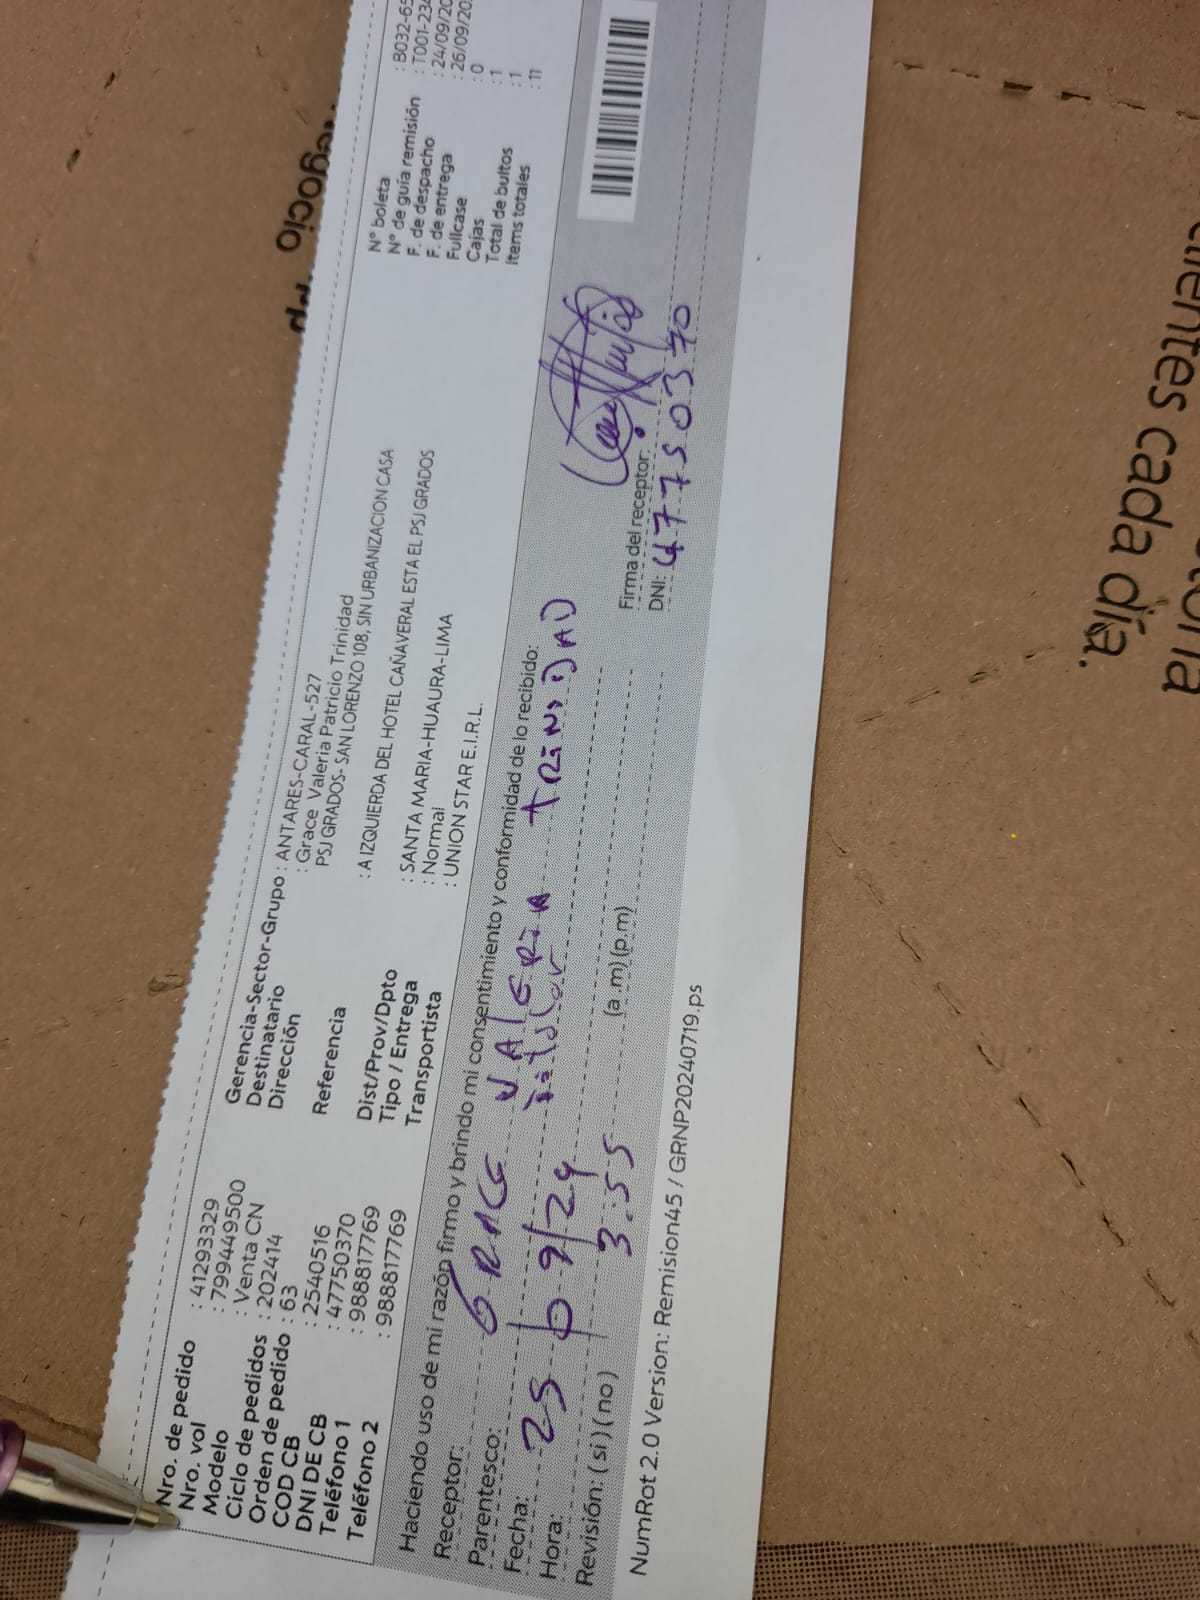 Nro. de pedido : 41293329
Nro. vol : 7994449500
Modelo : Venta CN
Ciclo de pedidos : 202414
Orden de pedido : 63
COD CB : 2540516
DNI DE CB : 47750370
Teléfono 1 : 988817769
Teléfono 2 : 988817769
Gerencia-Sector-Grupo : ANTARES-CARAL-527
Destinatario : Grace Valeria Patricio Trinidad
Dirección PSJ GRADOS- SAN LORENZO 108, SIN URBANIZACION CASA
Referencia : A IZQUIERDA DEL HOTEL CAÑAVERAL ESTA EL PSJ GRADOS
Dist/Prov/Dpto : SANTA MARIA-HUAURA-LIMA
Tipo / Entrega : Normal
Transportista : UNION STAR E.I.R.L.
N° boleta : B032-65
N° de guía remisión : T001-234
F. de despacho : 24/09/20
F. de entrega : 26/09/20
Fullcase : 0
Cajas : 1
Total de bultos : 1
Items totales : 11
Haciendo uso de mi razón firmo y brindo mi consentimiento y conformidad de lo recibido:
Receptor: GRACE VALERIA TRINIDAD
Parentesco: titular
Fecha: 25 09/24
Hora: 3.55 (a .m) (p.m)
Revisión: ( si ) ( no )
Firma del receptor:
DNI: 47750370
NumRot 2.0 Version: Remision45 / GRNP20240719.ps
Negocio
cada día.